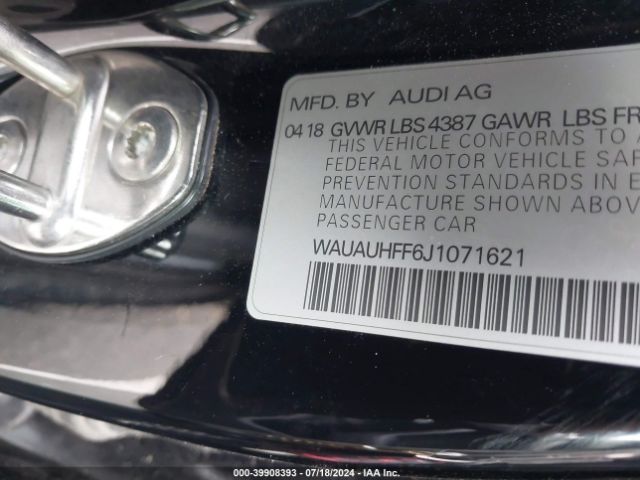 MFD. BY AUDI AG
04 18 GVWR LBS 4387 GAWR LBS FR
THIS VEHICLE CONFORMS TO A
FEDERAL MOTOR VEHICLE SAF
PREVENTION STANDARDS IN E
MANUFACTURE SHOWN ABOVE
PASSENGER CAR
WAUAUHFF6J1071621
000-39908393 - 07/18/2024 - IAA Inc.